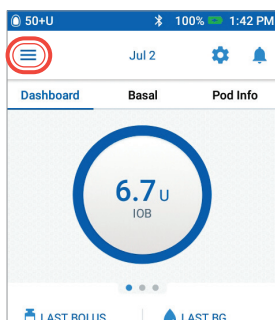 50+U 100% 1:42 PM
Jul 2
Dashboard Basal Pod Info
6.7 U
IOB
LAST BOLUS LAST BG